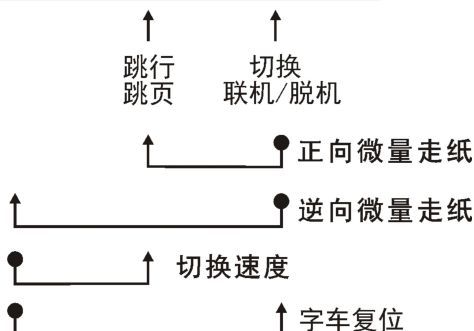 跳行 切换
跳页 联机/脱机
正向微量走纸
逆向微量走纸
切换速度
字车复位